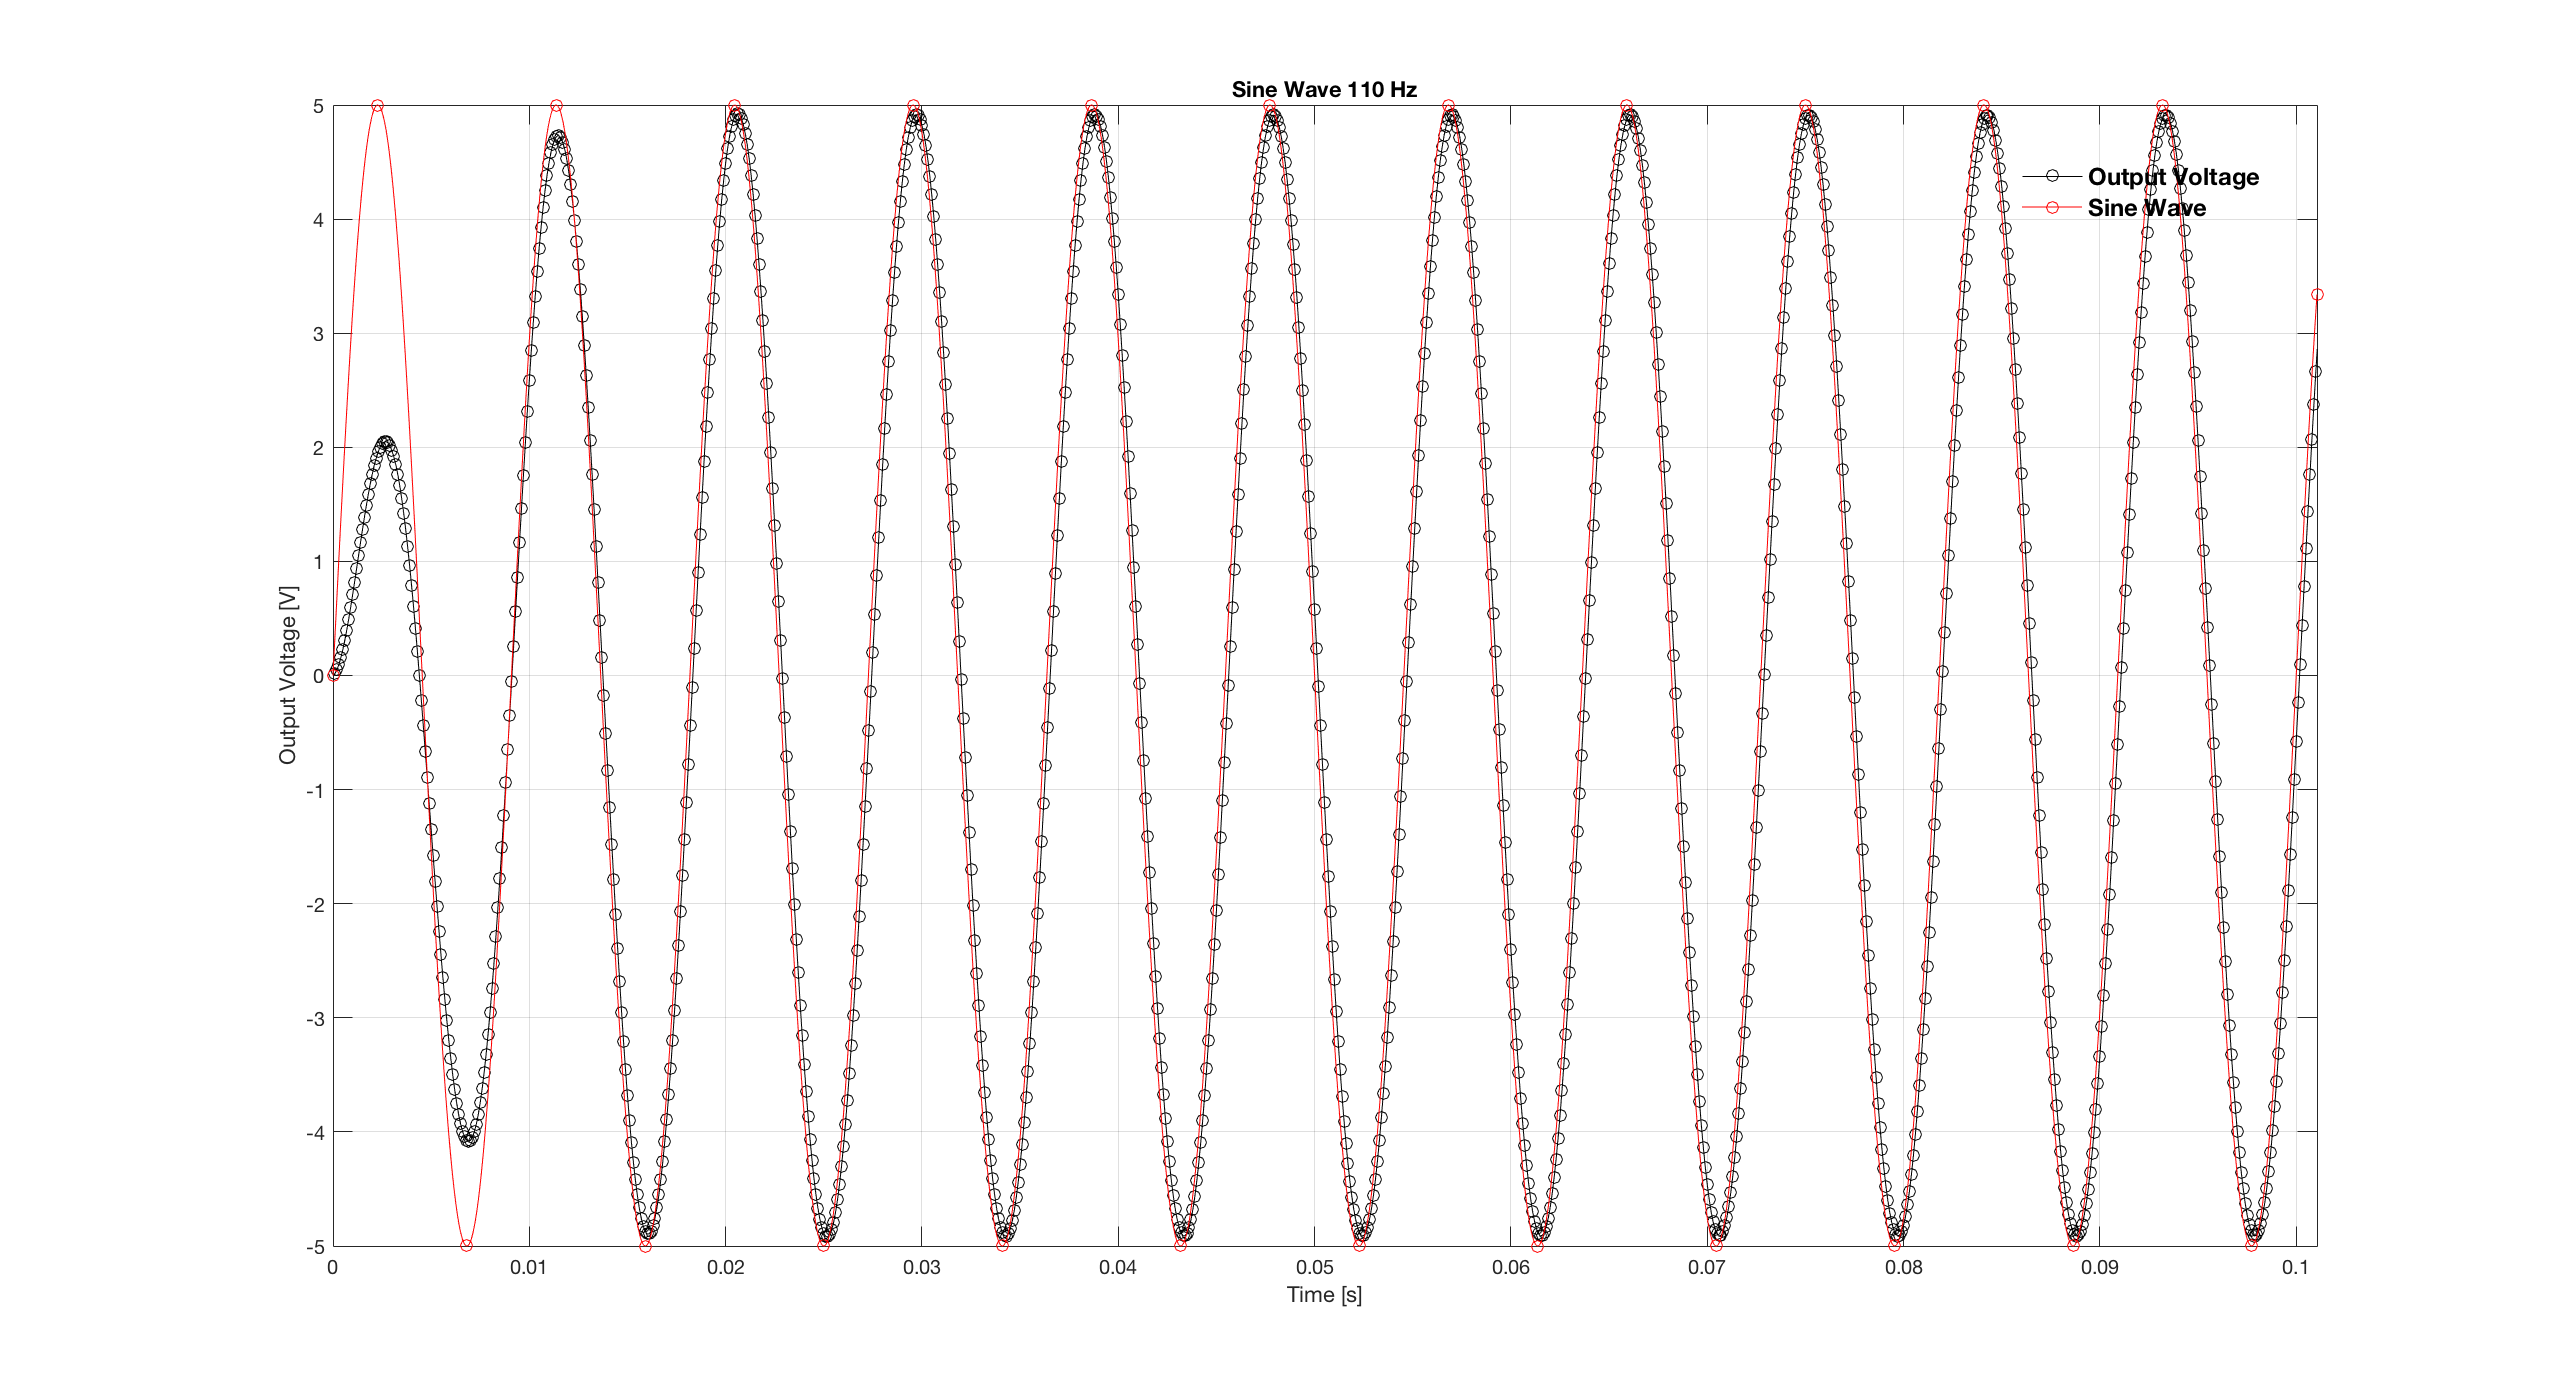 Sine Wave 110 Hz
Output Voltage
Sine Wave
5
4
3
2
1
0
-1
-2
-3
-4
-5
Output Voltage [V]
0 0.01 0.02 0.03 0.04 0.05 0.06 0.07 0.08 0.09 0.1
Time [s]